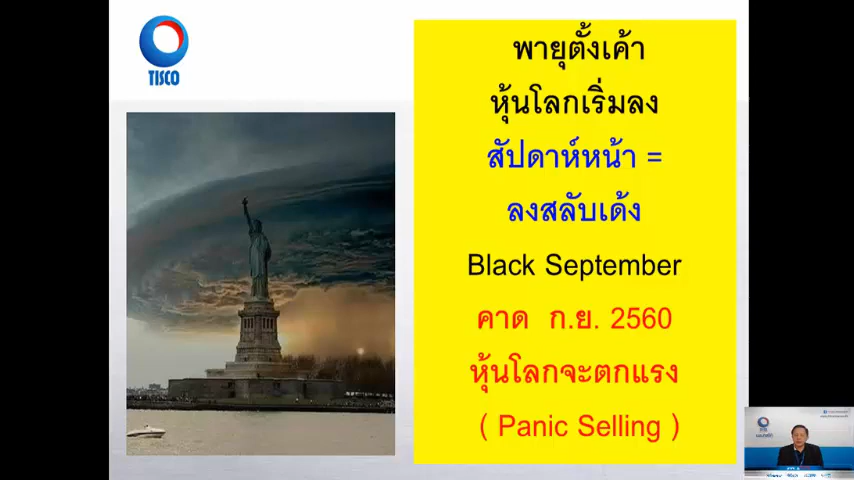 TISCO
พายุตั้งเค้า
หุ้นโลกเริ่มลง
สัปดาห์หน้า =
ลงสลับเด้ง
Black September
คาด ก.ย. 2560
หุ้นโลกจะตกแรง
( Panic Selling )